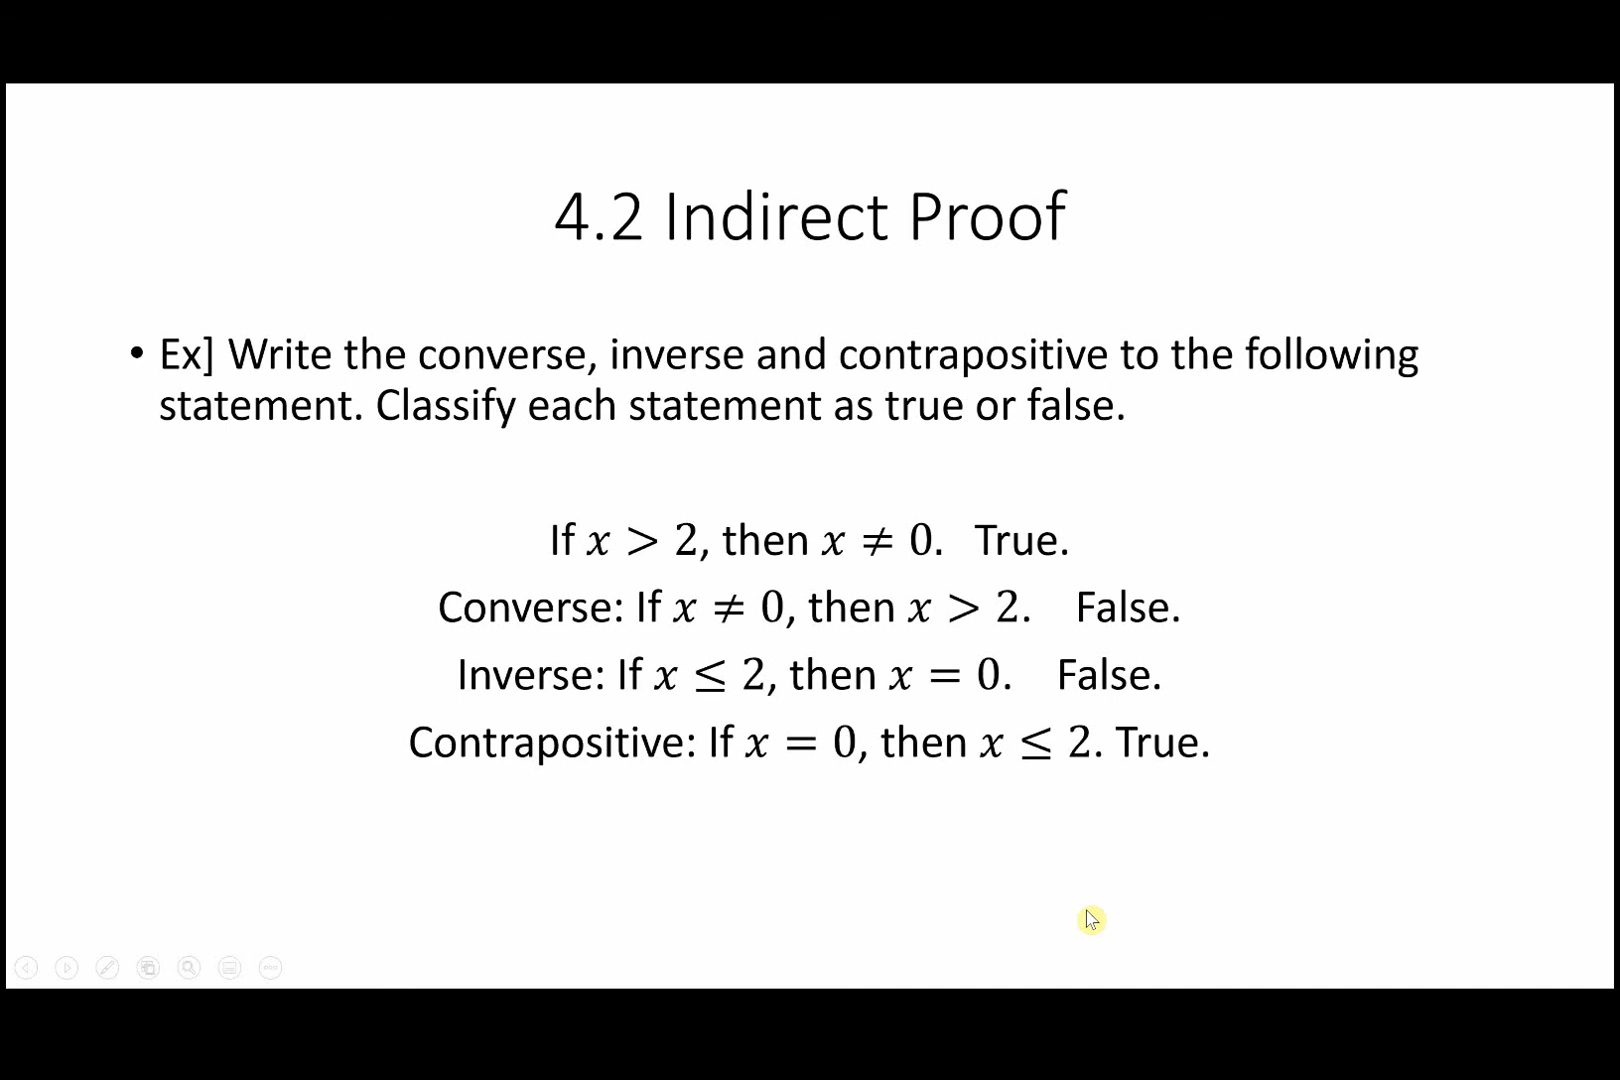 4.2 Indirect Proof
• Ex] Write the converse, inverse and contrapositive to the following
statement. Classify each statement as true or false.
If x > 2, then x ≠ 0. True.
Converse: If x ≠ 0, then x > 2. False.
Inverse: If x ≤ 2, then x = 0. False.
Contrapositive: If x = 0, then x ≤ 2. True.